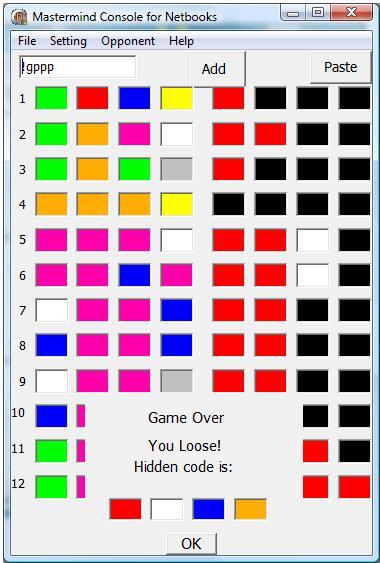 Mastermind Console for Netbooks
File Setting Opponent Help
!gppp Add Paste
1
2
3
4
5
6
7
8
9
10
11
12
Game Over
You Loose!
Hidden code is:
OK